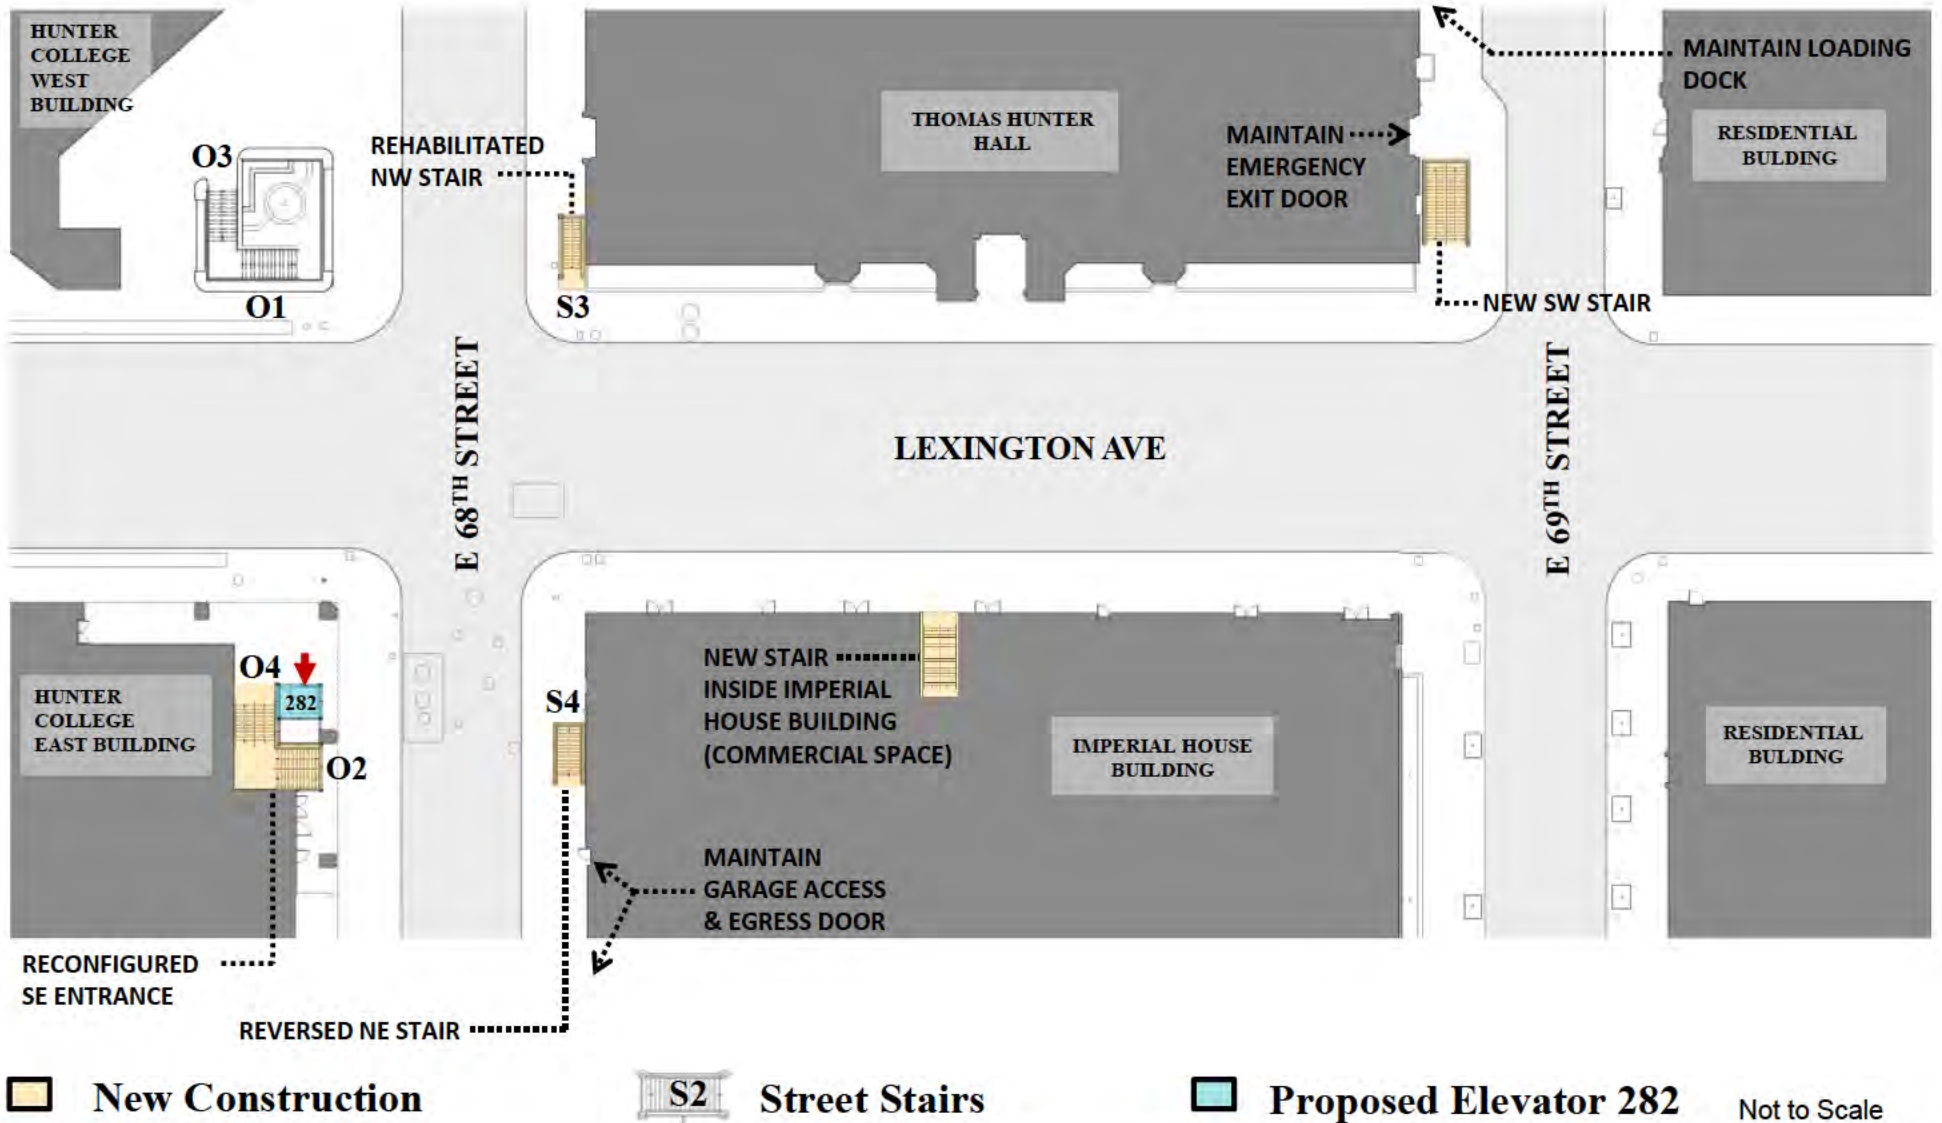 HUNTER
COLLEGE
WEST
BUILDING
O3
O1
REHABILITATED
NW STAIR
S3
THOMAS HUNTER
HALL
MAINTAIN
EMERGENCY
EXIT DOOR
MAINTAIN LOADING
DOCK
RESIDENTIAL
BULDING
NEW SW STAIR
E 68TH STREET
LEXINGTON AVE
E 69TH STREET
HUNTER
COLLEGE
EAST BUILDING
O4
282
O2
S4
NEW STAIR
INSIDE IMPERIAL
HOUSE BUILDING
(COMMERCIAL SPACE)
IMPERIAL HOUSE
BUILDING
RESIDENTIAL
BULDING
MAINTAIN
GARAGE ACCESS
& EGRESS DOOR
RECONFIGURED
SE ENTRANCE
REVERSED NE STAIR
New Construction
S2
Street Stairs
Proposed Elevator 282
Not to Scale